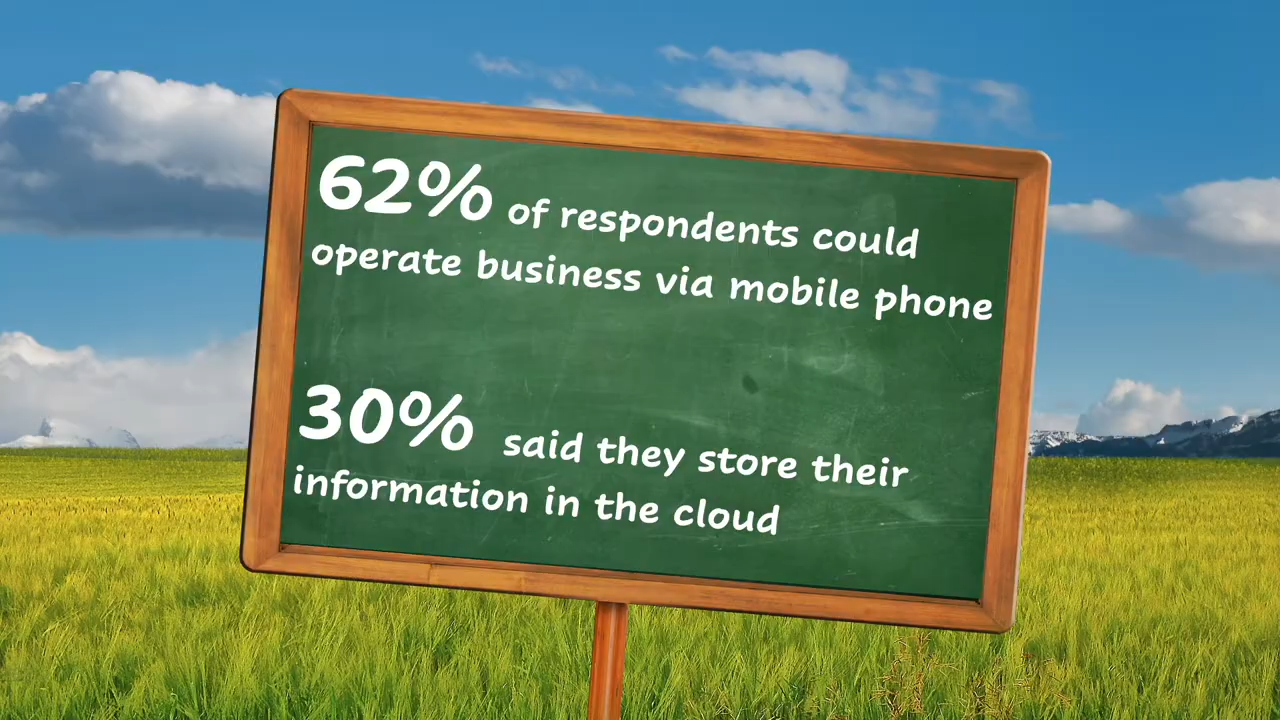 62% of respondents could
operate business via mobile phone
30% said they store their
information in the cloud